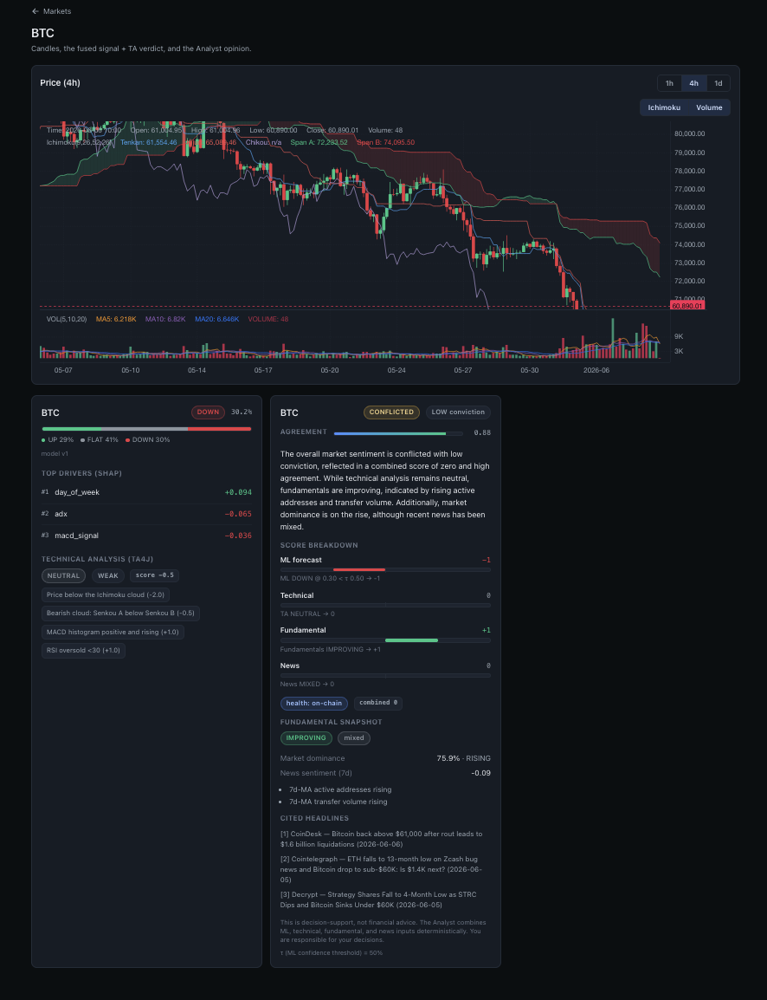 ← Markets
BTC
Candles, the fused signal + TA verdict, and the Analyst opinion.
Price (4h)
1h 4h 1d
Ichimoku Volume
Open: 61,004.95 High: 61,004.96 Low: 60,890.00 Close: 60,890.01 Volume: 48
Tenkan: 61,554.46 Chikou: n/a Span A: 72,233.52 Span B: 74,095.50
80,000.00
79,000.00
78,000.00
77,000.00
76,000.00
75,000.00
74,000.00
73,000.00
72,000.00
71,000.00
60,890.01
VOL(5,10,20) MA5: 6.218K MA10: 6.82K MA20: 6.646K VOLUME: 48
9K
3K
05-07 05-10 05-14 05-17 05-20 05-24 05-27 05-30 2026-06
BTC DOWN 30.2%
UP 29% FLAT 41% DOWN 30%
model v1
TOP DRIVERS (SHAP)
#1 day_of_week +0.094
#2 adx −0.065
#3 macd_signal −0.036
TECHNICAL ANALYSIS (TA4J)
NEUTRAL WEAK score −0.5
Price below the Ichimoku cloud (-2.0)
Bearish cloud: Senkou A below Senkou B (-0.5)
MACD histogram positive and rising (+1.0)
RSI oversold <30 (+1.0)
BTC CONFLICTED LOW conviction
AGREEMENT 0.88
The overall market sentiment is conflicted with low
conviction, reflected in a combined score of zero and high
agreement. While technical analysis remains neutral,
fundamentals are improving, indicated by rising active
addresses and transfer volume. Additionally, market
dominance is on the rise, although recent news has been
mixed.
SCORE BREAKDOWN
ML forecast −1
ML DOWN @ 0.30 < τ 0.50 → -1
Technical 0
TA NEUTRAL → 0
Fundamental +1
Fundamentals IMPROVING → +1
News 0
News MIXED → 0
health: on-chain combined 0
FUNDAMENTAL SNAPSHOT
IMPROVING mixed
Market dominance 75.9% · RISING
News sentiment (7d) -0.09
• 7d-MA active addresses rising
• 7d-MA transfer volume rising
CITED HEADLINES
[1] CoinDesk — Bitcoin back above $61,000 after rout leads to
$1.6 billion liquidations (2026-06-06)
[2] Cointelegraph — ETH falls to 13-month low on Zcash bug
news and Bitcoin drop to sub-$60K: Is $1.4K next? (2026-06-
05)
[3] Decrypt — Strategy Shares Fall to 4-Month Low as STRC
Dips and Bitcoin Sinks Under $60K (2026-06-05)
This is decision-support, not financial advice. The Analyst combines
ML, technical, fundamental, and news inputs deterministically. You
are responsible for your decisions.
τ (ML confidence threshold) = 50%